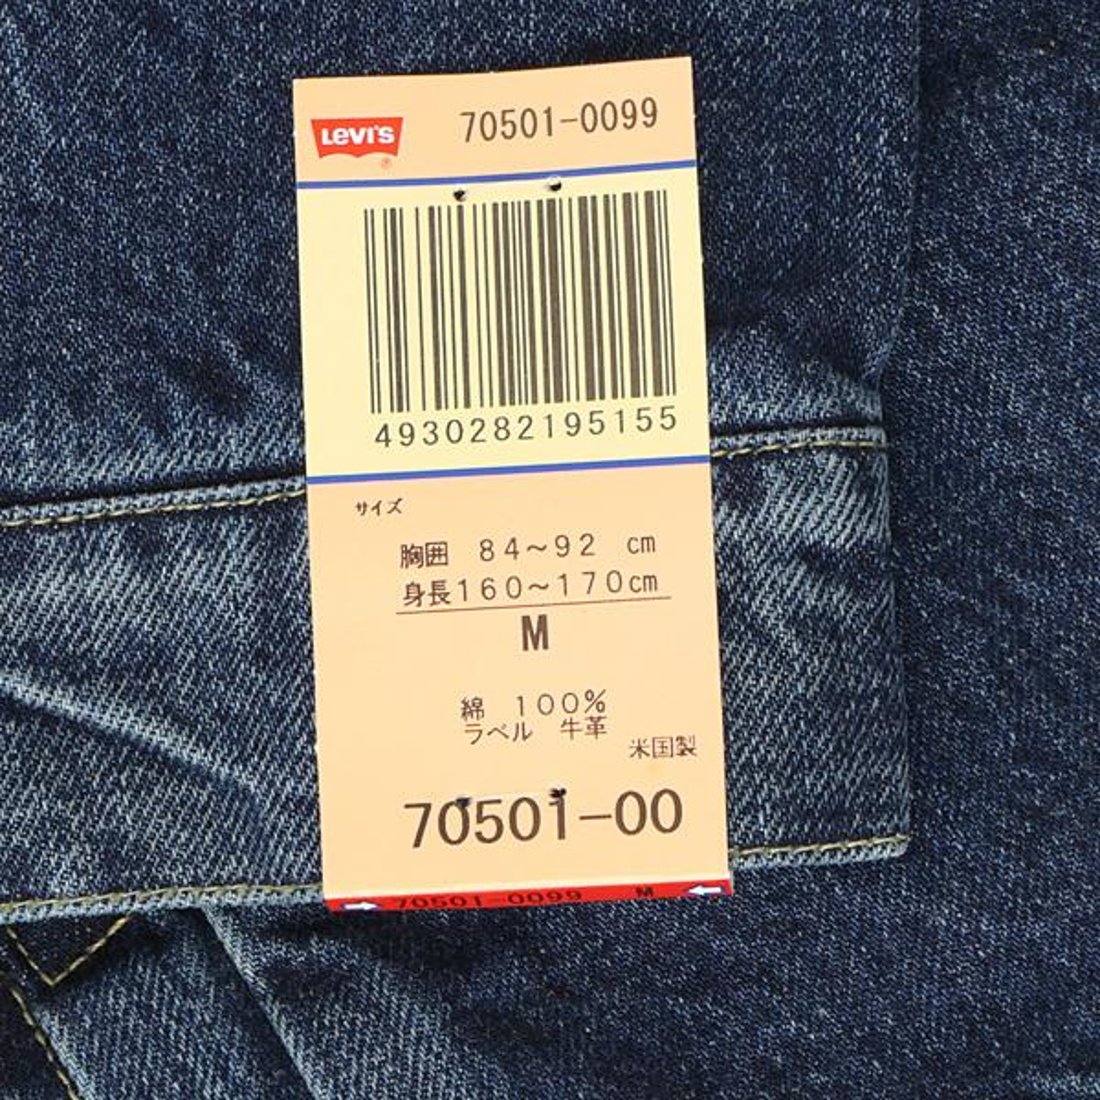 Levi's 70501-0099
4930282195155
サイズ
胸囲 84～92 cm
身長160～170cm
M
綿 100%
ラベル 牛革
米国製
70501-00
70501-0099 M